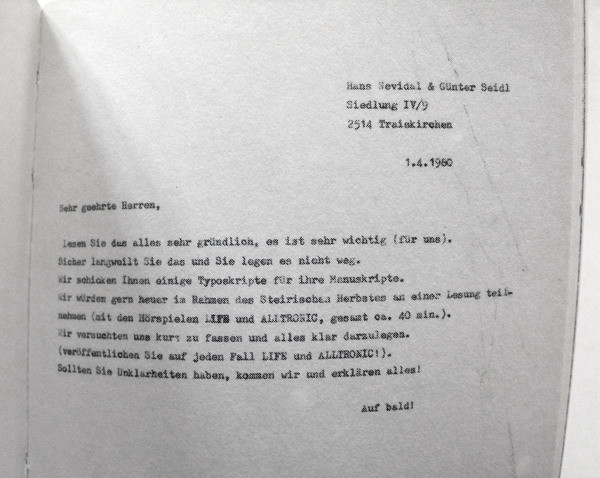 Hans Nevidal & Günter Seidl
Siedlung IV/9
2514 Traiskirchen
1.4.1980
Sehr geehrte Herren,
Lesen Sie das alles sehr gründlich, es ist sehr wichtig (für uns).
Sicher langweilt Sie das und Sie legen es nicht weg.
Wir schicken Ihnen einige Typoskripte für ihre Manuskripte.
Wir würden gern heuer im Rahmen des Steirischen Herbstes an einer Lesung teil-
nehmen (mit den Hörspielen LIFE und ALLTRONIC, gesamt ca. 40 min.).
Wir versuchten uns kurz zu fassen und alles klar darzulegen.
(veröffentlichen Sie auf jeden Fall LIFE und ALLTRONIC!).
Sollten Sie Unklarheiten haben, kommen wir und erklären alles!
Auf bald!